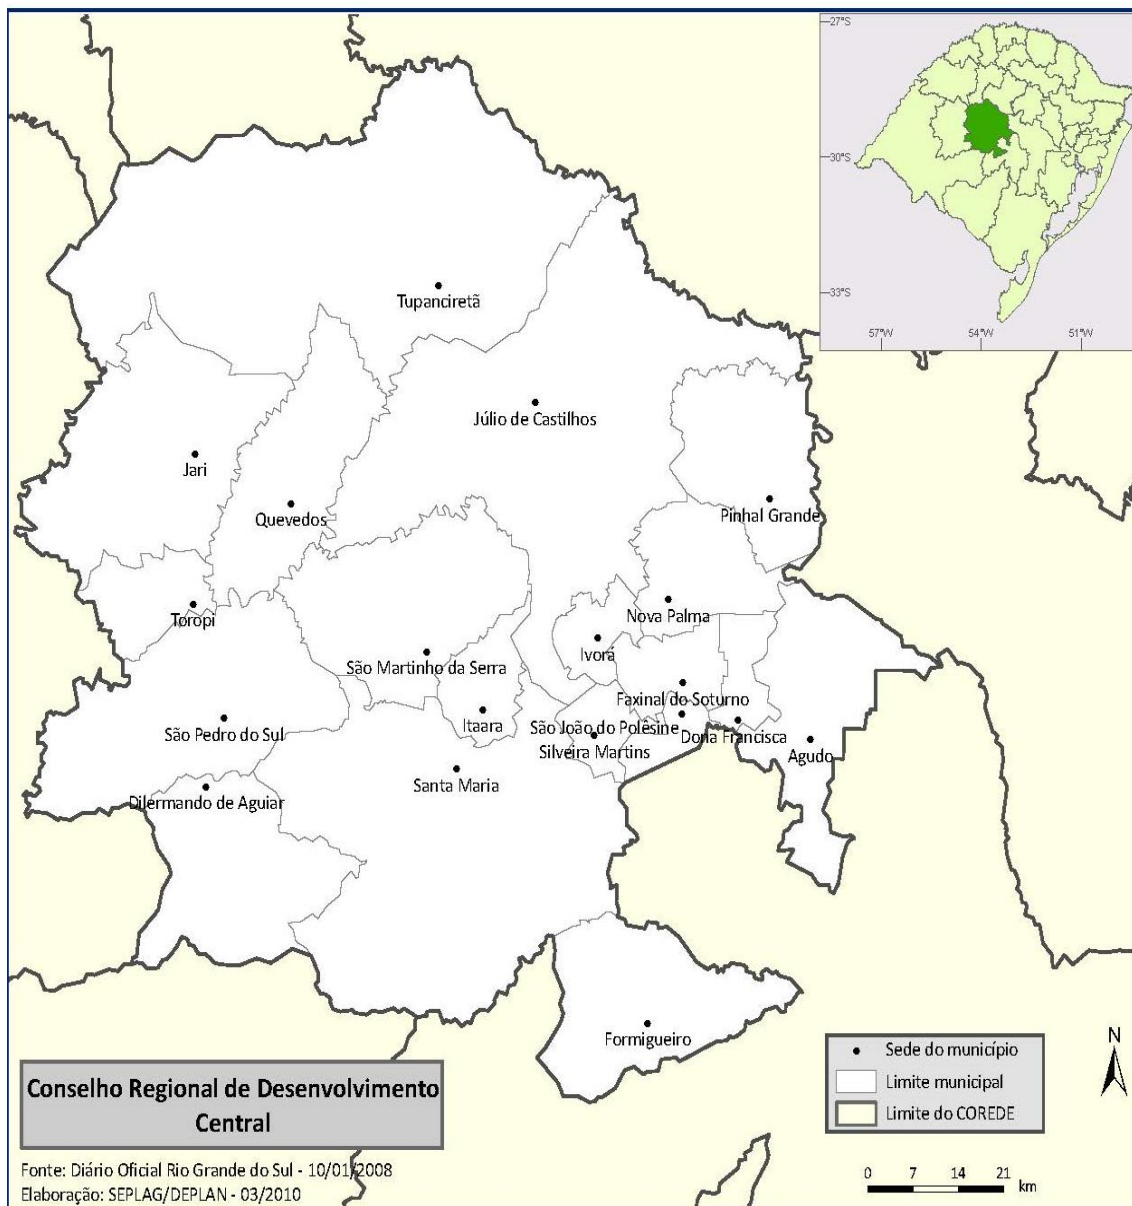 27°S
30°S
33°S
57°W 54°W 51°W
Tupanciretã
Júlio de Castilhos
Jari
Quevedos
Pinhal Grande
Toropi
Nova Palma
Ivorá
São Martinho da Serra
Faxinal do Soturno
Itaara
São João do Polêsine
São Pedro do Sul
Dona Francisca
Silveira Martins
Agudo
Santa Maria
Dilermando de Aguiar
Formigueiro
N
Sede do município
Limite municipal
Limite do COREDE
Conselho Regional de Desenvolvimento
Central
Fonte: Diário Oficial Rio Grande do Sul - 10/01/2008
Elaboração: SEPLAG/DEPLAN - 03/2010
0 7 14 21
km